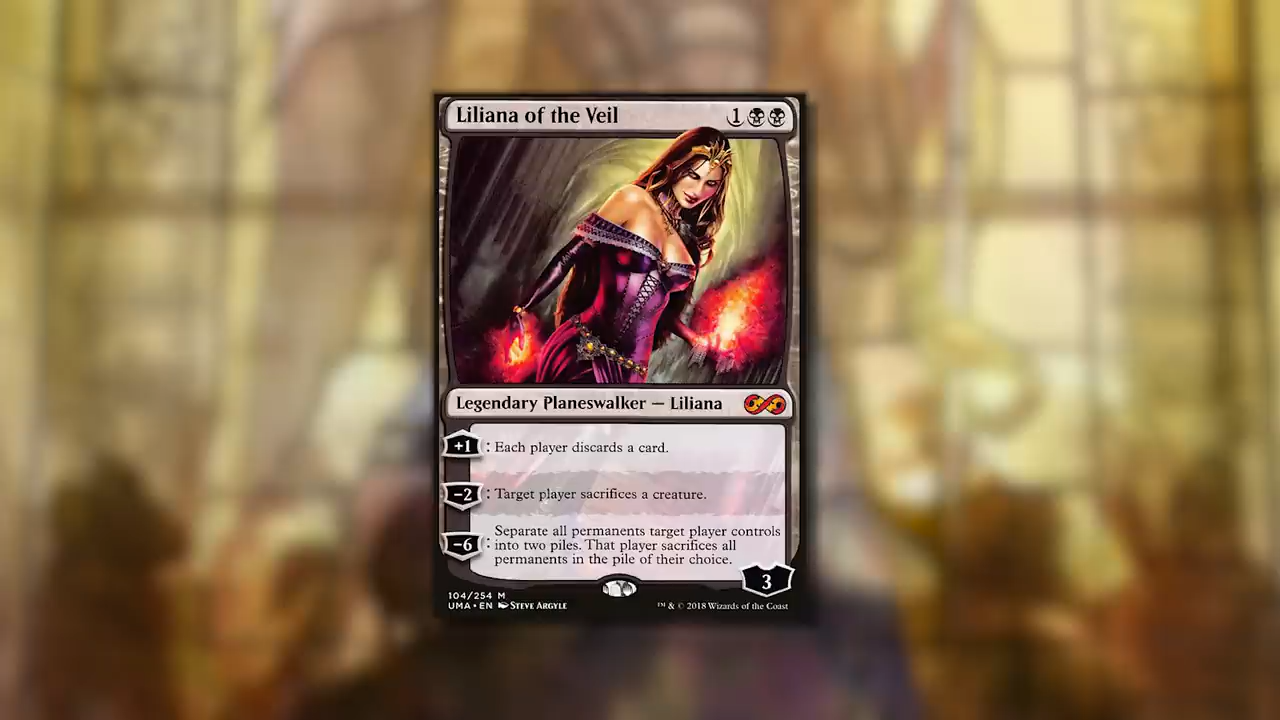 Liliana of the Veil 1
Legendary Planeswalker — Liliana
+1 : Each player discards a card.
−2 : Target player sacrifices a creature.
Separate all permanents target player controls
−6 : into two piles. That player sacrifices all
permanents in the pile of their choice.
3
104/254 M
UMA • EN Steve Argyle ™ & © 2018 Wizards of the Coast